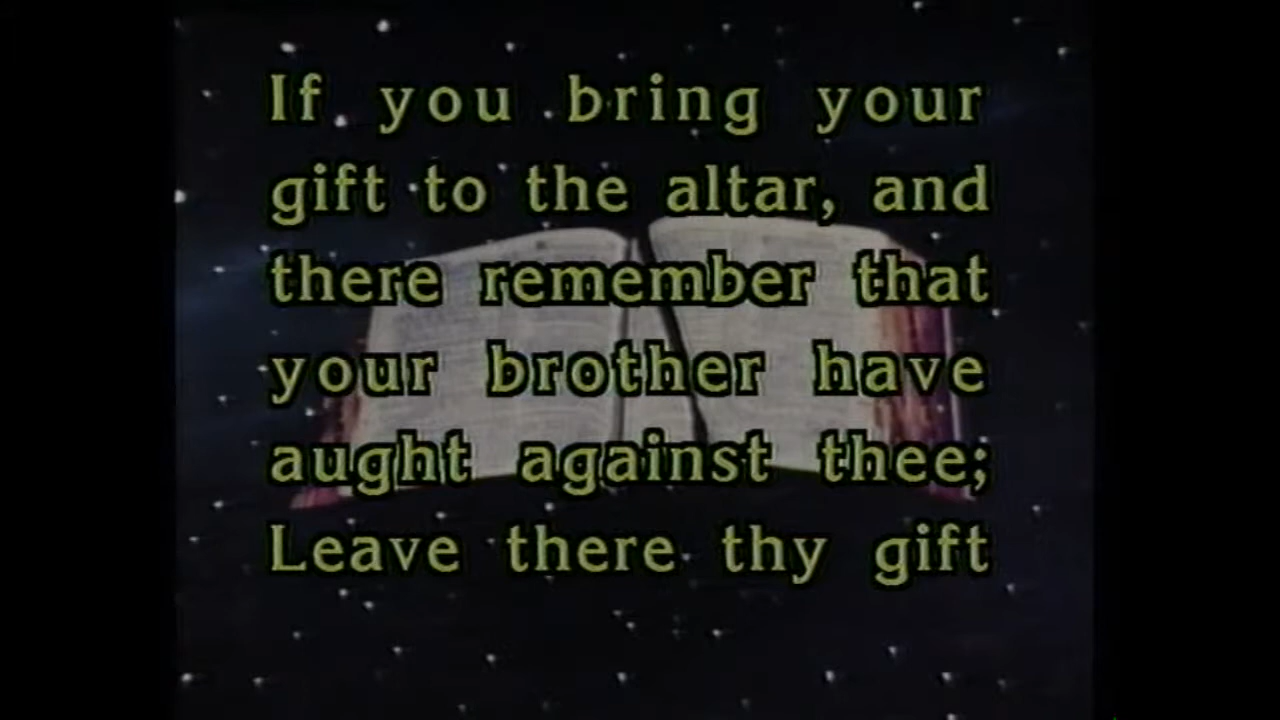 If you bring your
gift to the altar, and
there remember that
your brother have
aught against thee;
Leave there thy gift